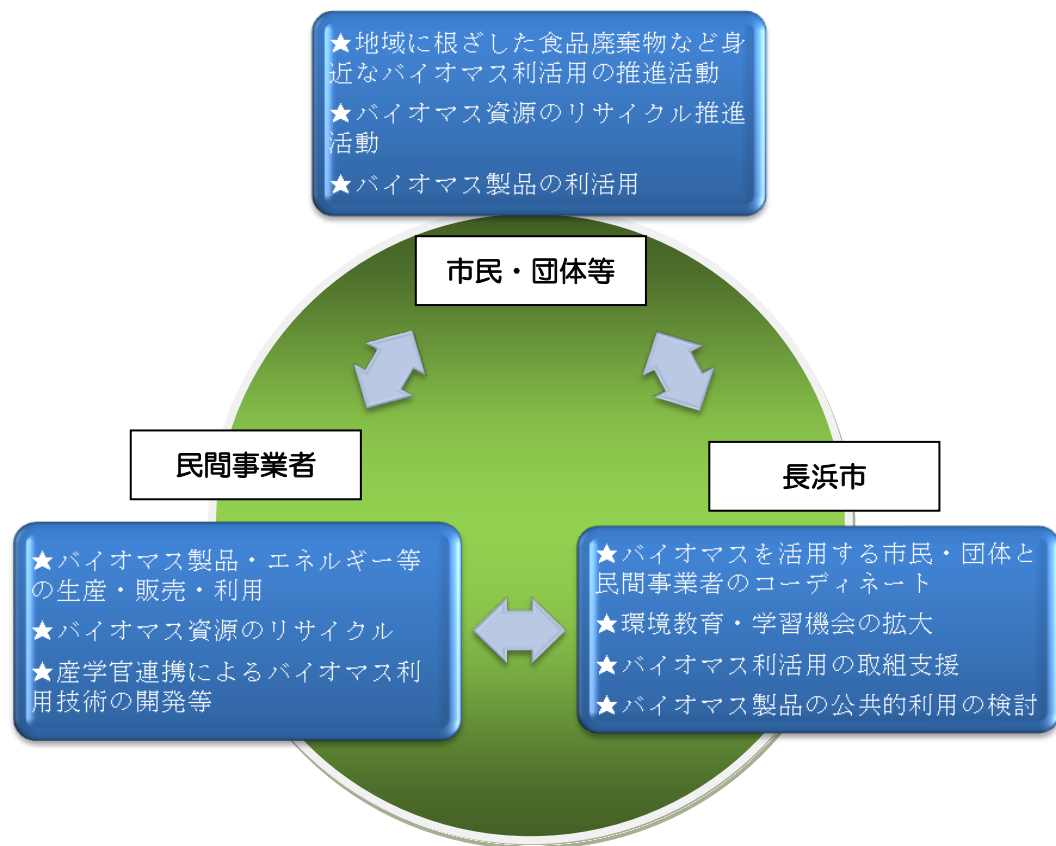 ★地域に根ざした食品廃棄物など身
近なバイオマス利活用の推進活動
★バイオマス資源のリサイクル推進
活動
★バイオマス製品の利活用
市民・団体等
民間事業者
★バイオマス製品・エネルギー等
の生産・販売・利用
★バイオマス資源のリサイクル
★産学官連携によるバイオマス利
用技術の開発等
長浜市
★バイオマスを活用する市民・団体と
民間事業者のコーディネート
★環境教育・学習機会の拡大
★バイオマス利活用の取組支援
★バイオマス製品の公共的利用の検討